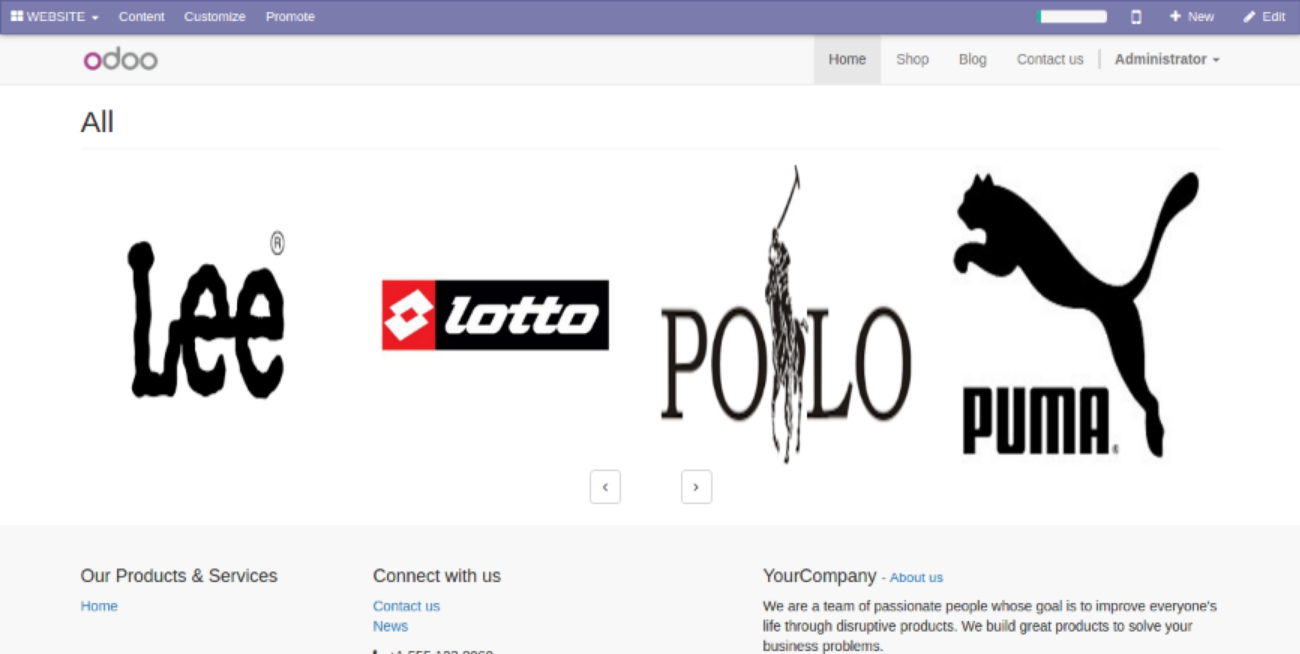 WEBSITE Content Customize Promote New Edit
odoo Home Shop Blog Contact us Administrator
All
Lee ®
lotto
POLO
PUMA
Our Products & Services
Home
Connect with us
Contact us
News
YourCompany - About us
We are a team of passionate people whose goal is to improve everyone's
life through disruptive products. We build great products to solve your
business problems.